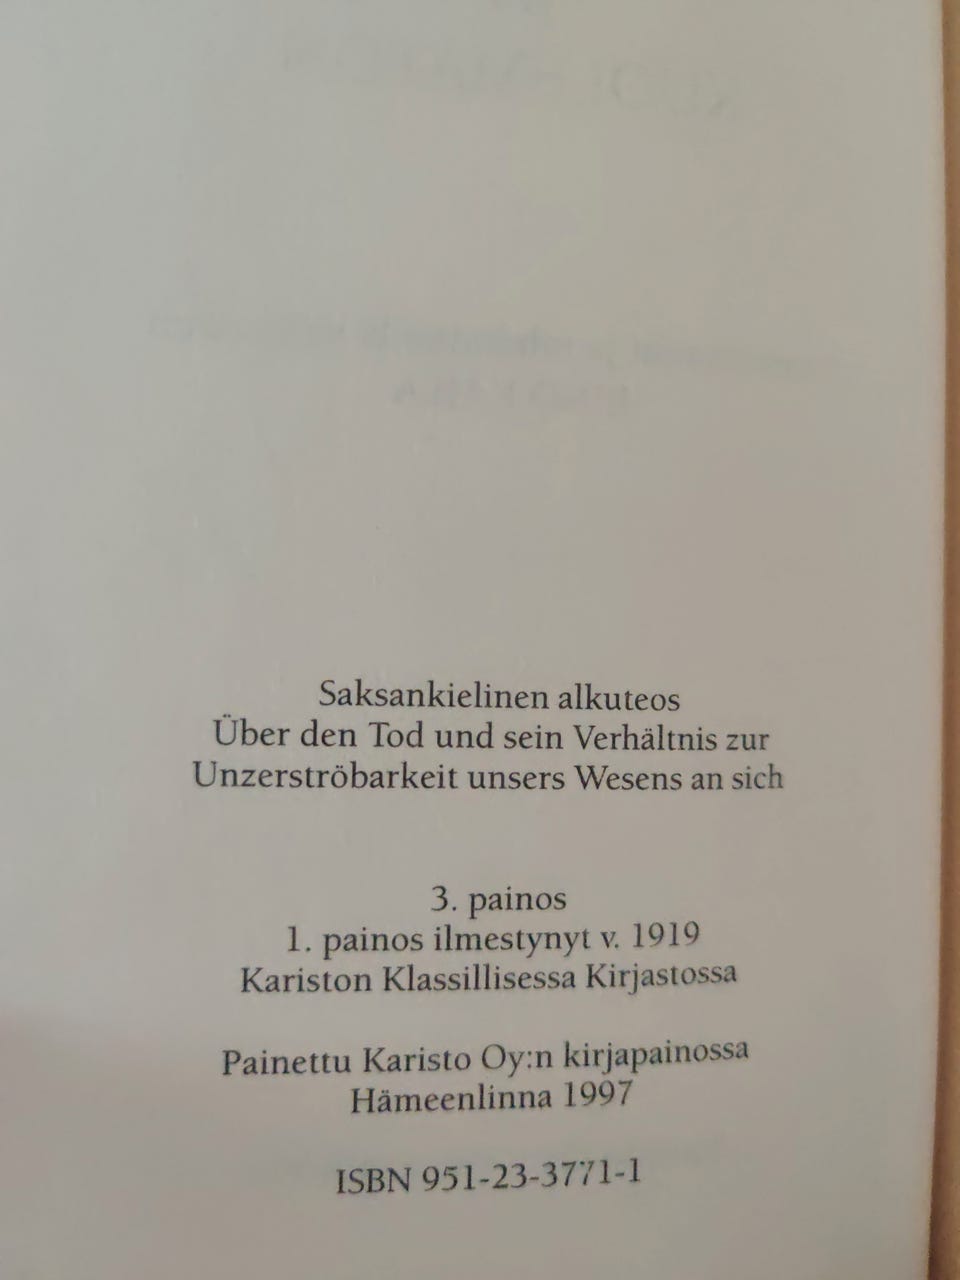 Saksankielinen alkuteos
Über den Tod und sein Verhältnis zur
Unzerströbarkeit unsers Wesens an sich
3. painos
1. painos ilmestynyt v. 1919
Kariston Klassillisessa Kirjastossa
Painettu Karisto Oy:n kirjapainossa
Hämeenlinna 1997
ISBN 951-23-3771-1